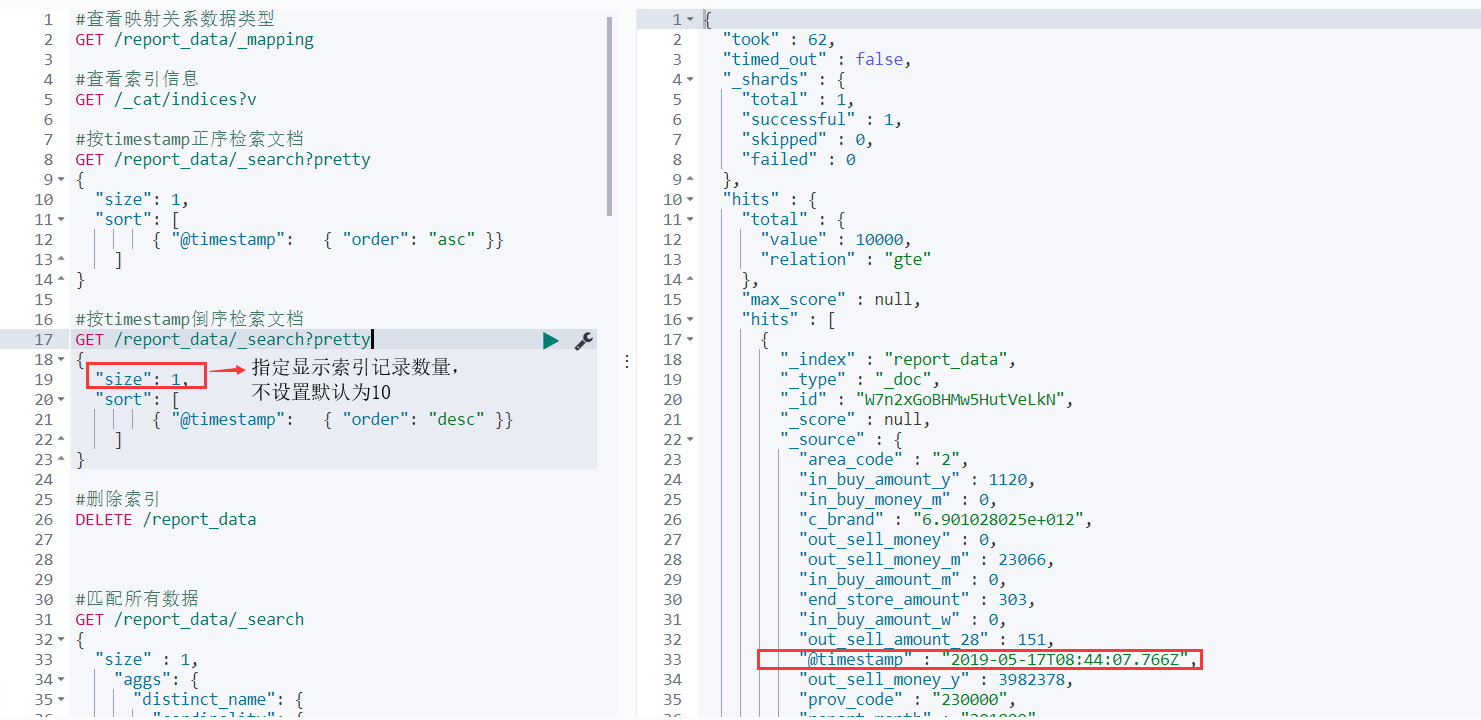 1 #查看映射关系数据类型
2 GET /report_data/_mapping
3
4 #查看索引信息
5 GET /_cat/indices?v
6
7 #按timestamp正序检索文档
8 GET /report_data/_search?pretty
9 {
10 "size": 1,
11 "sort": [
12 { "@timestamp": { "order": "asc" }}
13 ]
14 }
15
16 #按timestamp倒序检索文档
17 GET /report_data/_search?pretty
18 {
19 "size": 1,
指定显示索引记录数量，
不设置默认为10
20 "sort": [
21 { "@timestamp": { "order": "desc" }}
22 ]
23 }
24
25 #删除索引
26 DELETE /report_data
27
28
29
30 #匹配所有数据
31 GET /report_data/_search
32 {
33 "size" : 1,
34 "aggs": {
35 "distinct_name": {
36 "cardinality": {
1 {
2 "took" : 62,
3 "timed_out" : false,
4 "_shards" : {
5 "total" : 1,
6 "successful" : 1,
7 "skipped" : 0,
8 "failed" : 0
9 },
10 "hits" : {
11 "total" : {
12 "value" : 10000,
13 "relation" : "gte"
14 },
15 "max_score" : null,
16 "hits" : [
17 {
18 "_index" : "report_data",
19 "_type" : "_doc",
20 "_id" : "W7n2xGoBHMw5HutVeLkN",
21 "_score" : null,
22 "_source" : {
23 "area_code" : "2",
24 "in_buy_amount_y" : 1120,
25 "in_buy_money_m" : 0,
26 "c_brand" : "6.901028025e+012",
27 "out_sell_money" : 0,
28 "out_sell_money_m" : 23066,
29 "in_buy_amount_m" : 0,
30 "end_store_amount" : 303,
31 "in_buy_amount_w" : 0,
32 "out_sell_amount_28" : 151,
33 "@timestamp" : "2019-05-17T08:44:07.766Z",
34 "out_sell_money_y" : 3982378,
35 "prov_code" : "230000",
36